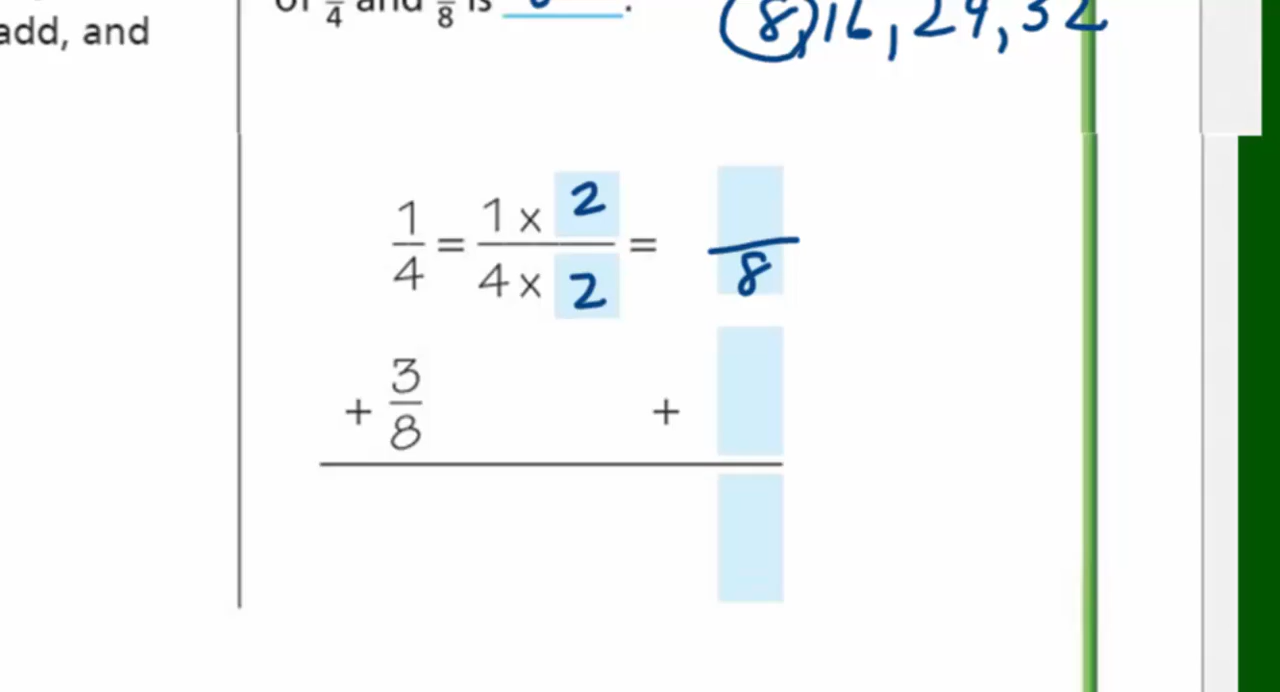 of 1/4 and 3/8 is
8, 16, 24, 32
add, and
1/4 = 1 x 2 / 4 x 2 = /8
+ 3/8 +